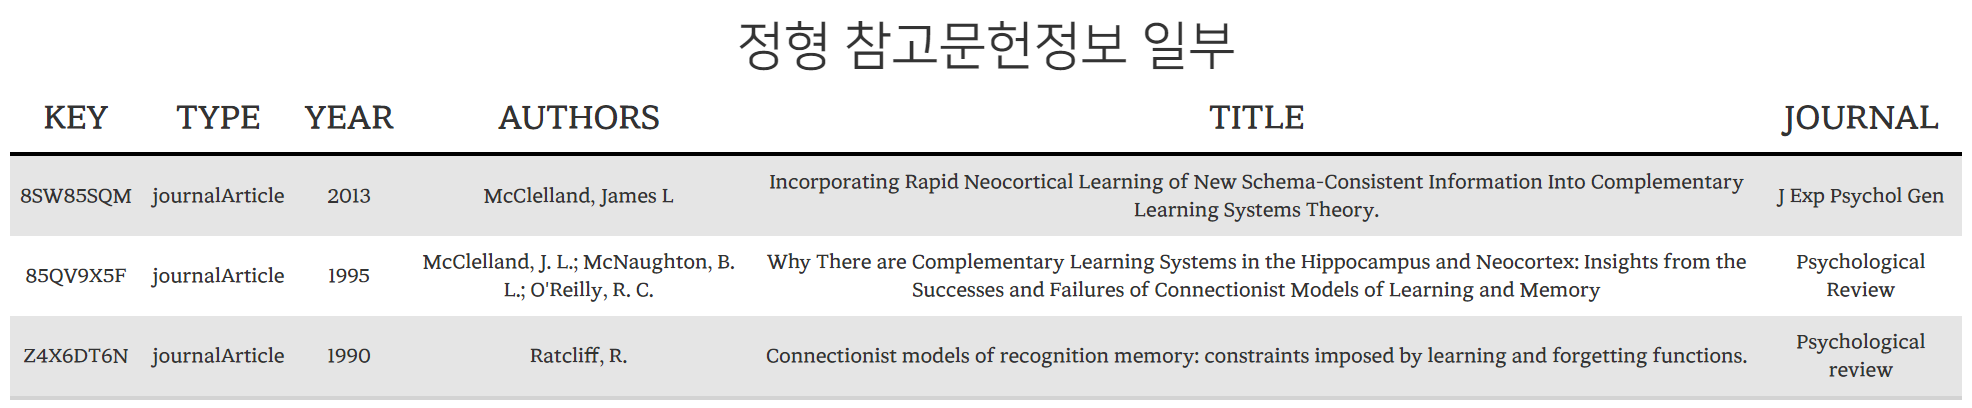 정형 참고문헌정보 일부
KEY TYPE YEAR AUTHORS TITLE JOURNAL
8SW85SQM journalArticle 2013 McClelland, James L Incorporating Rapid Neocortical Learning of New Schema-Consistent Information Into Complementary Learning Systems Theory. J Exp Psychol Gen
85QV9X5F journalArticle 1995 McClelland, J. L.; McNaughton, B. L.; O'Reilly, R. C. Why There are Complementary Learning Systems in the Hippocampus and Neocortex: Insights from the Successes and Failures of Connectionist Models of Learning and Memory Psychological Review
Z4X6DT6N journalArticle 1990 Ratcliff, R. Connectionist models of recognition memory: constraints imposed by learning and forgetting functions. Psychological review